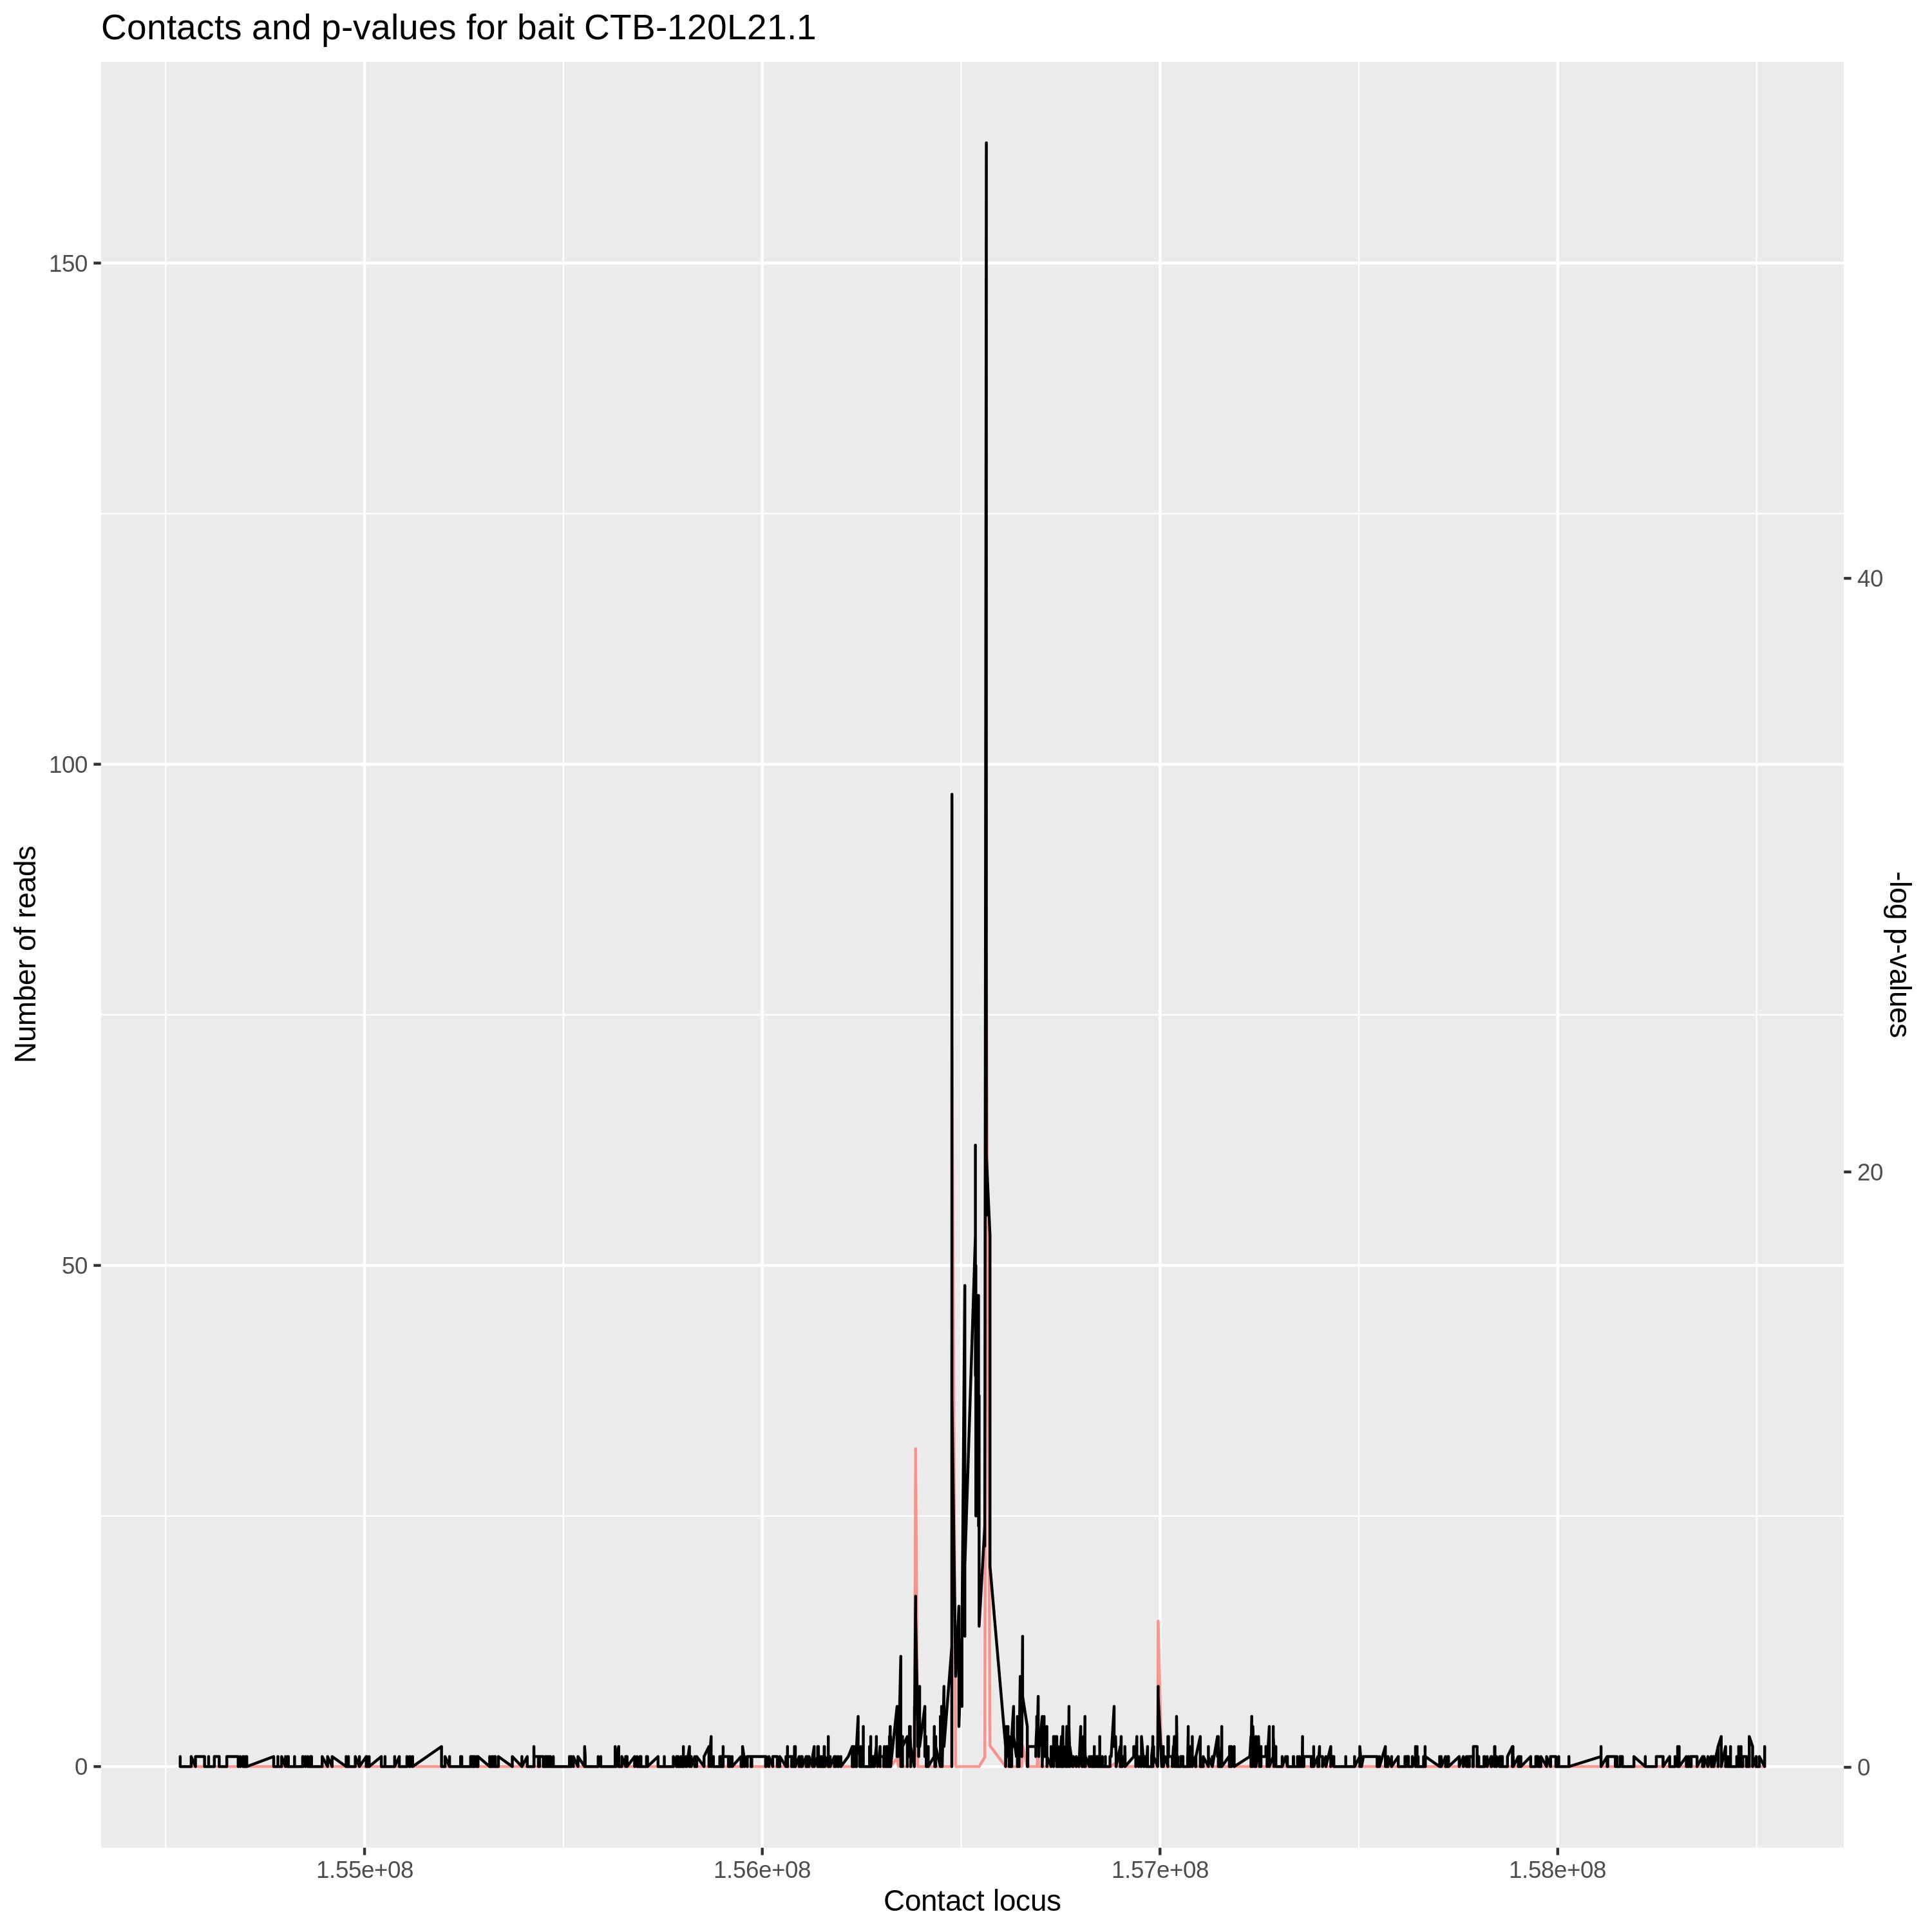 Contacts and p-values for bait CTB-120L21.1
150
100
50
0
Number of reads
40
20
0
-log p-values
1.55e+08 1.56e+08 1.57e+08 1.58e+08
Contact locus